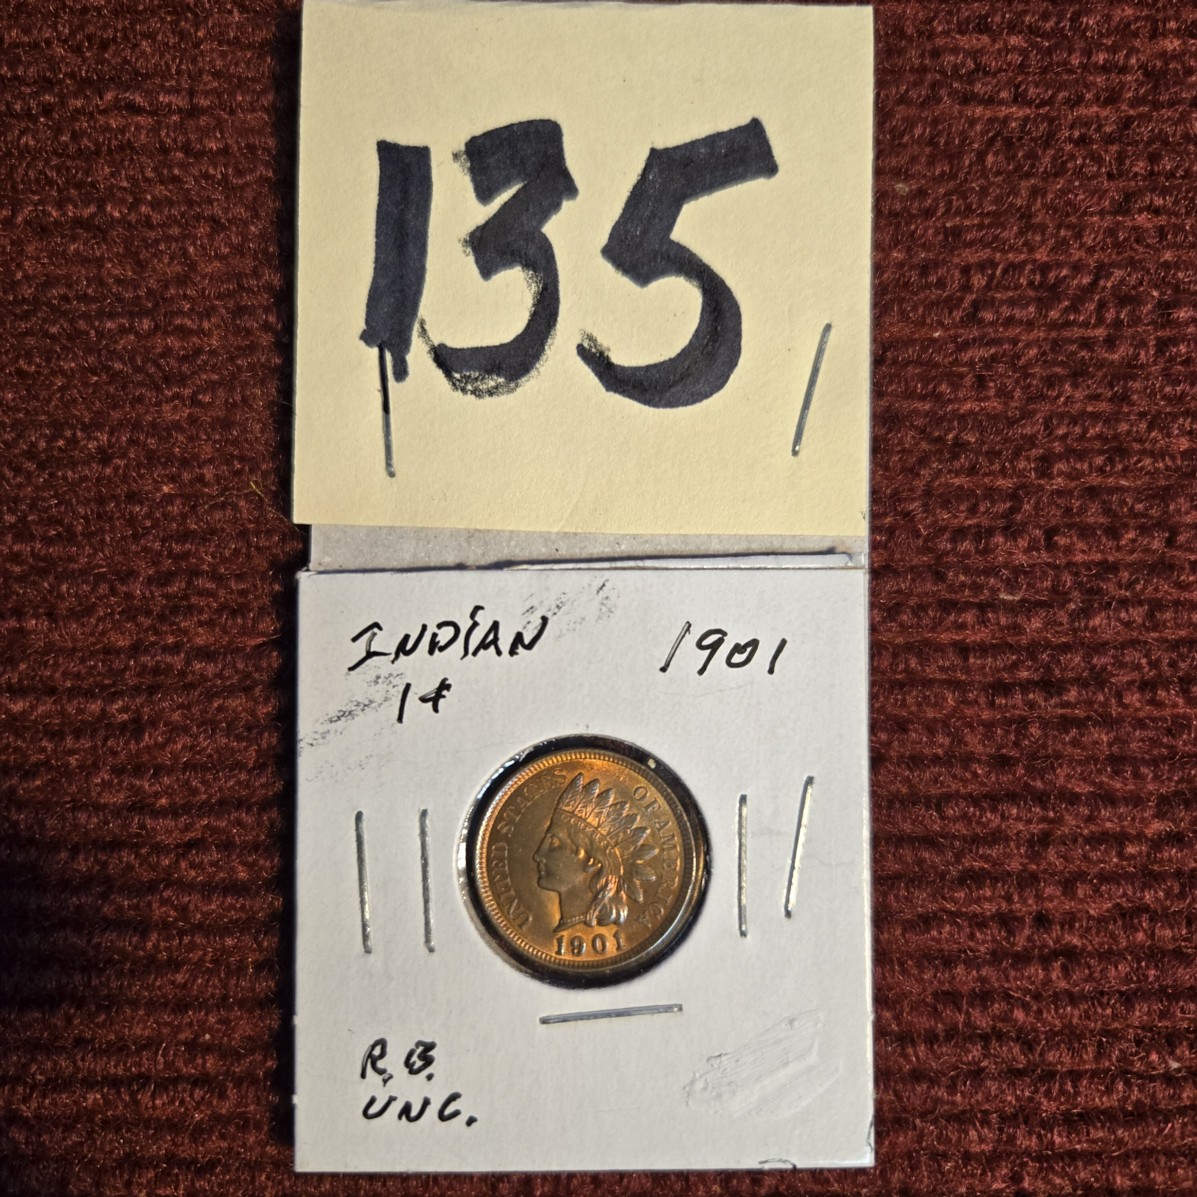 135
INDIAN 1901
1¢
UNITED STATES OF AMERICA
1901
R.B.
UNC.